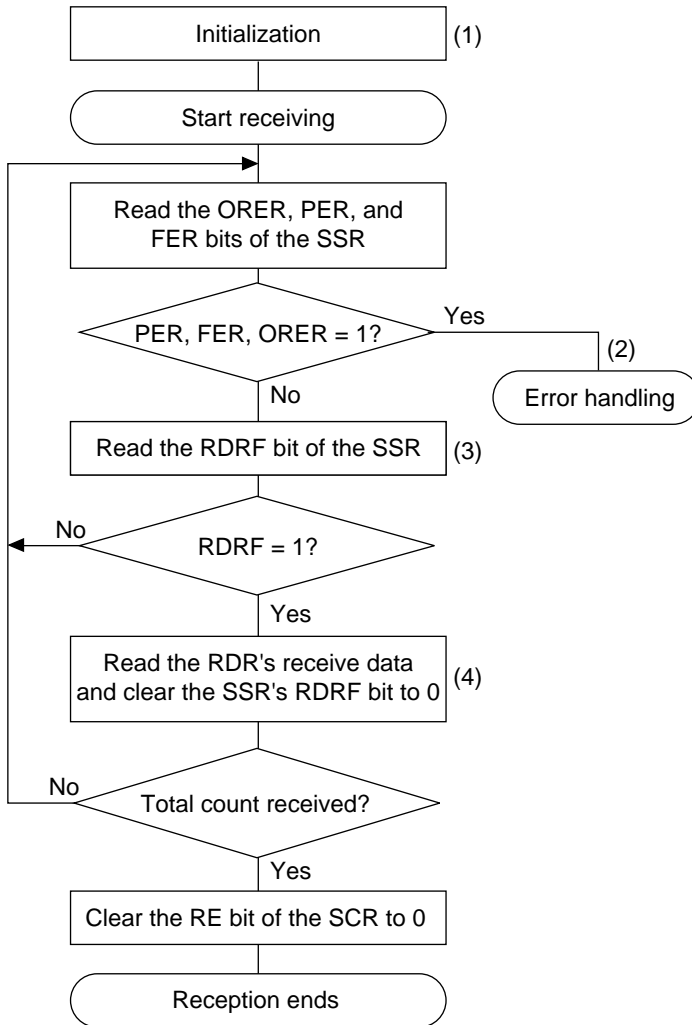 Initialization
(1)
Start receiving
Read the ORER, PER, and
FER bits of the SSR
PER, FER, ORER = 1?
Yes
(2)
Error handling
No
Read the RDRF bit of the SSR
(3)
No
RDRF = 1?
Yes
Read the RDR's receive data
and clear the SSR's RDRF bit to 0
(4)
No
Total count received?
Yes
Clear the RE bit of the SCR to 0
Reception ends